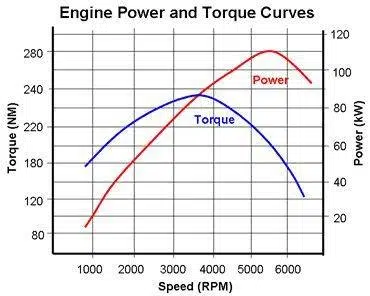 Engine Power and Torque Curves
280
240
220
180
120
80
Torque (NM)
120
100
80
60
40
20
Power (kW)
Power
Torque
1000 2000 3000 4000 5000 6000
Speed (RPM)